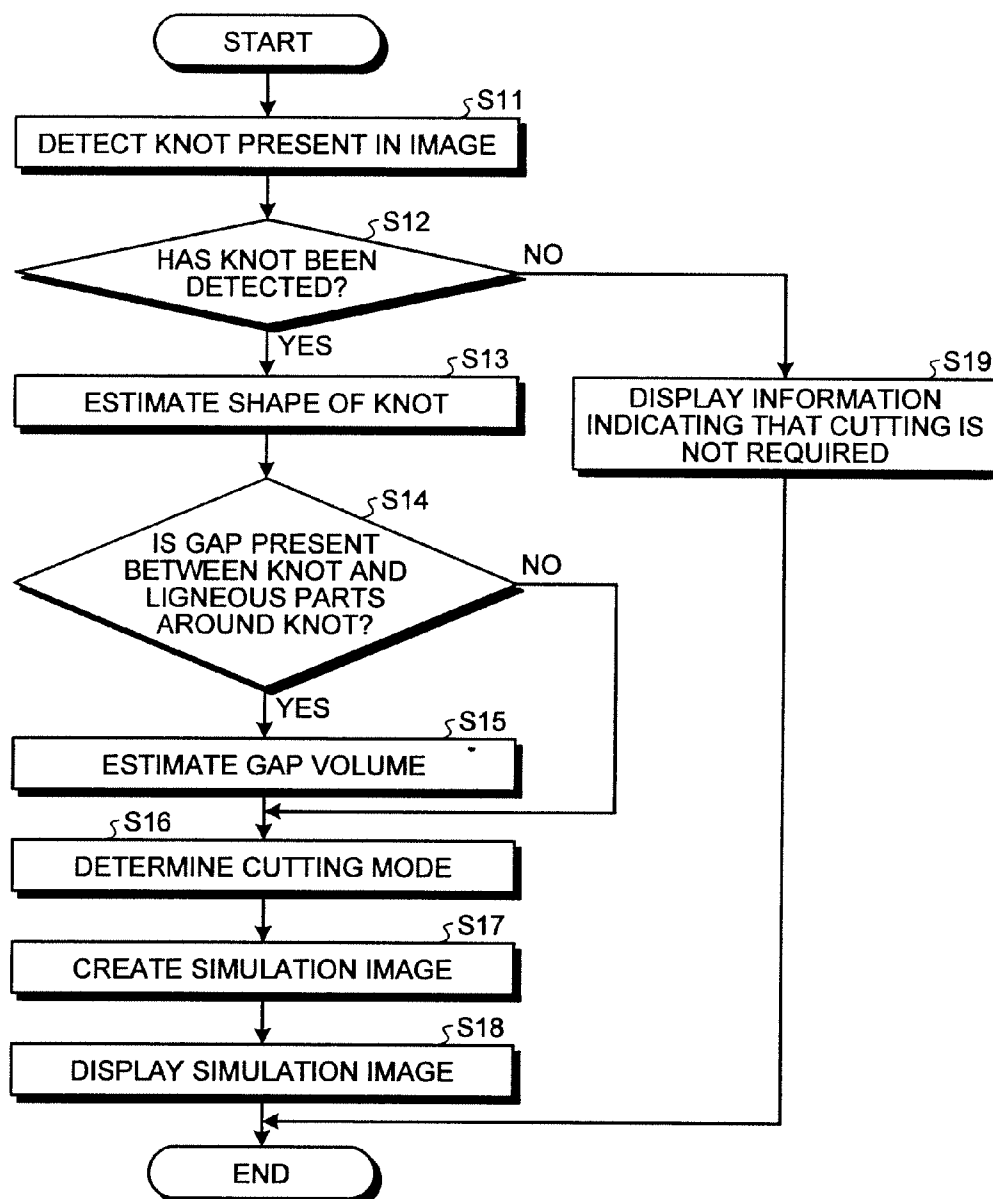 START
S11
DETECT KNOT PRESENT IN IMAGE
S12
HAS KNOT BEEN
DETECTED?
NO
YES
S13
ESTIMATE SHAPE OF KNOT
S19
DISPLAY INFORMATION
INDICATING THAT CUTTING IS
NOT REQUIRED
S14
IS GAP PRESENT
BETWEEN KNOT AND
LIGNEOUS PARTS
AROUND KNOT?
NO
YES
S15
ESTIMATE GAP VOLUME
S16
DETERMINE CUTTING MODE
S17
CREATE SIMULATION IMAGE
S18
DISPLAY SIMULATION IMAGE
END